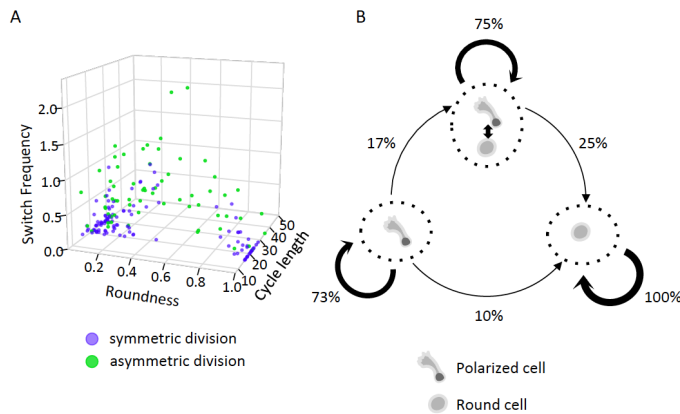 A
Switch Frequency
2.0
1.5
1.0
0.5
0.0
0.2
0.4
0.6
0.8
1.0
Roundness
10
20
30
40
50
Cycle length
symmetric division
asymmetric division
B
75%
17%
25%
73%
10%
100%
Polarized cell
Round cell